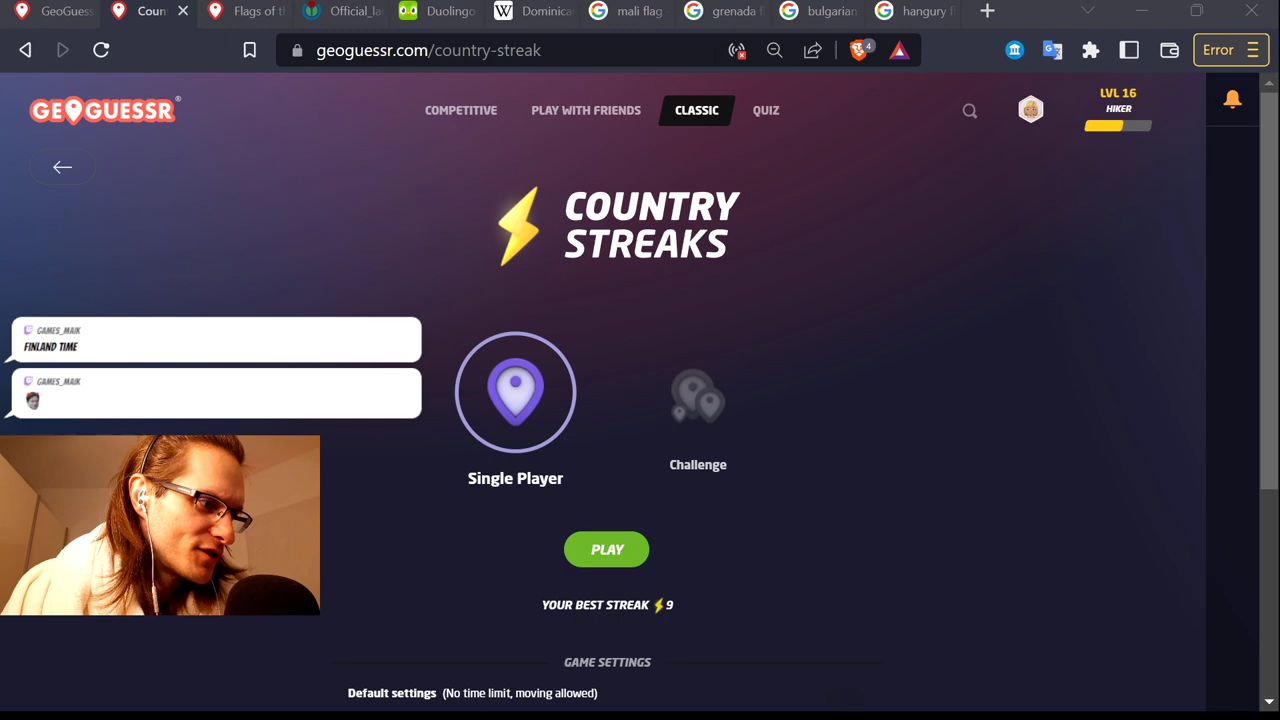 GeoGuess
Coun
Flags of th
Official_la
Duolingo
Dominica
mali flag -
grenada f
bulgarian
hangury f
geoguessr.com/country-streak
4
Error
GEOGUESSR
COMPETITIVE
PLAY WITH FRIENDS
CLASSIC
QUIZ
LVL 16
HIKER
COUNTRY
STREAKS
GAMES_MAIK
FINLAND TIME
GAMES_MAIK
Single Player
Challenge
PLAY
YOUR BEST STREAK 9
GAME SETTINGS
Default settings (No time limit, moving allowed)